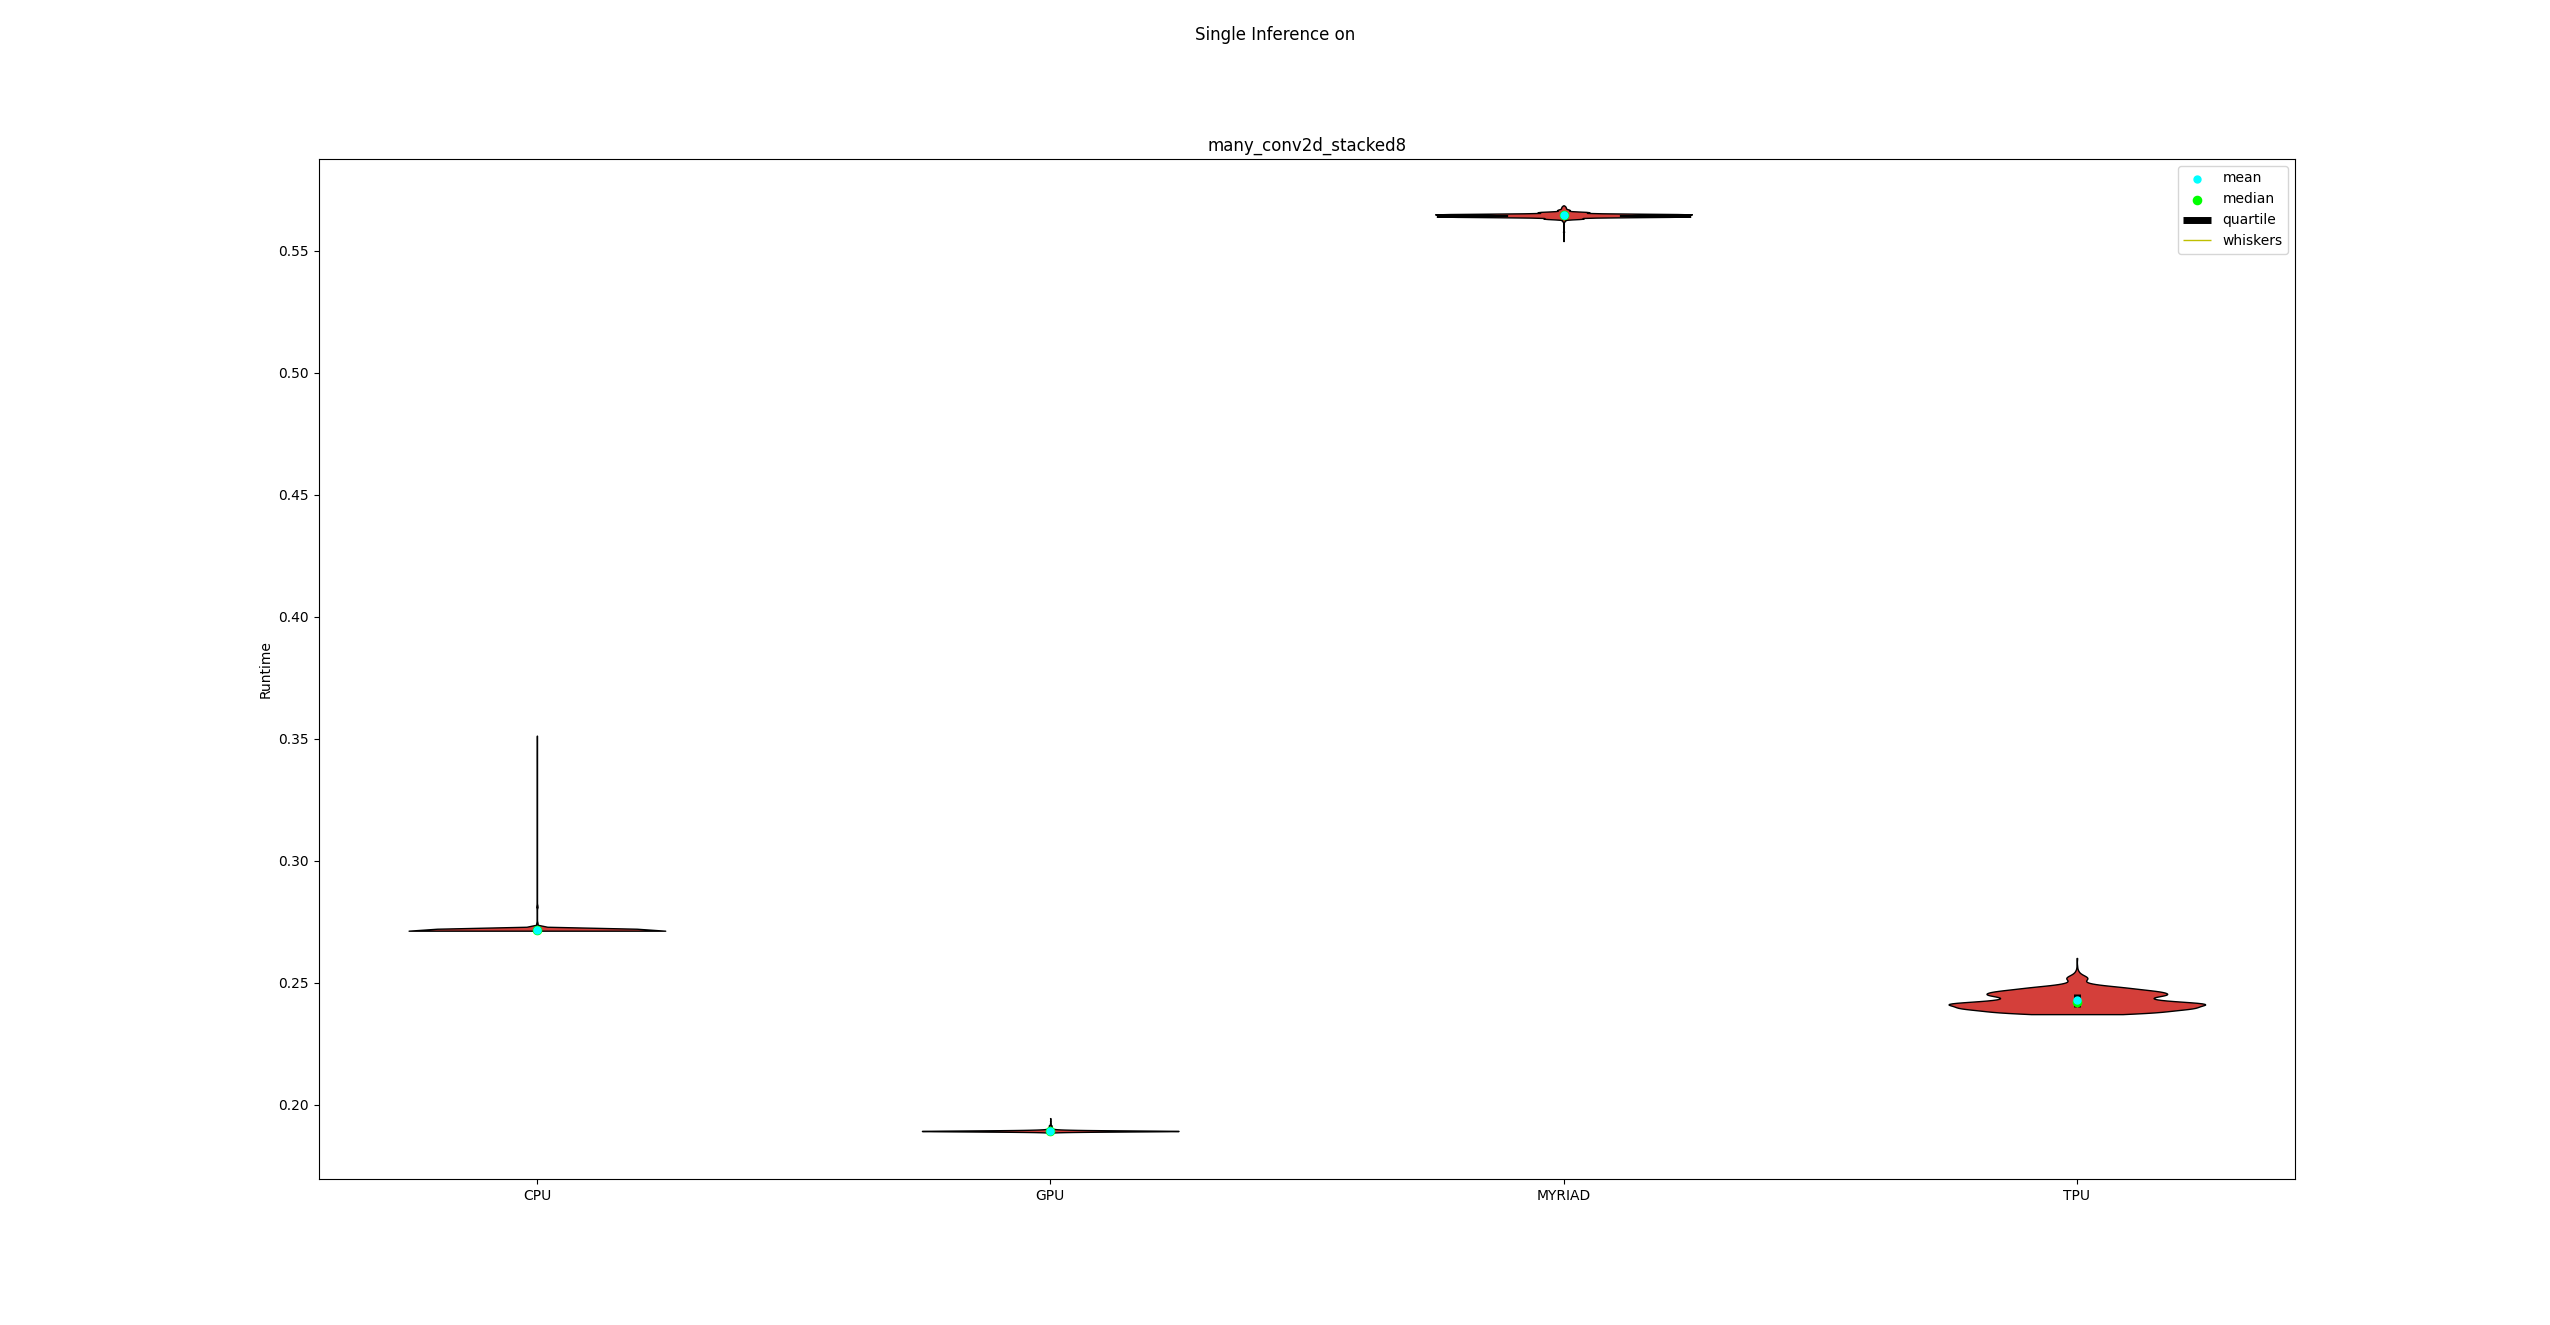 Single Inference on
many_conv2d_stacked8
mean
median
quartile
whiskers
0.55
0.50
0.45
0.40
0.35
0.30
0.25
0.20
Runtime
CPU
GPU
MYRIAD
TPU